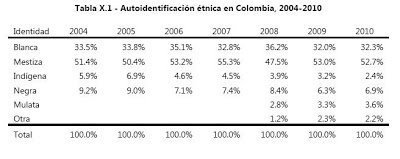 Tabla X.1 - Autoidentificación étnica en Colombia, 2004-2010
Identidad 2004 2005 2006 2007 2008 2009 2010
Blanca 33.5% 33.8% 35.1% 32.8% 36.2% 32.0% 32.3%
Mestiza 51.4% 50.4% 53.2% 55.3% 47.5% 53.0% 52.7%
Indígena 5.9% 6.9% 4.6% 4.5% 3.9% 3.2% 2.4%
Negra 9.2% 9.0% 7.1% 7.4% 8.4% 6.3% 6.9%
Mulata 2.8% 3.3% 3.6%
Otra 1.2% 2.3% 2.2%
Total 100.0% 100.0% 100.0% 100.0% 100.0% 100.0% 100.0%